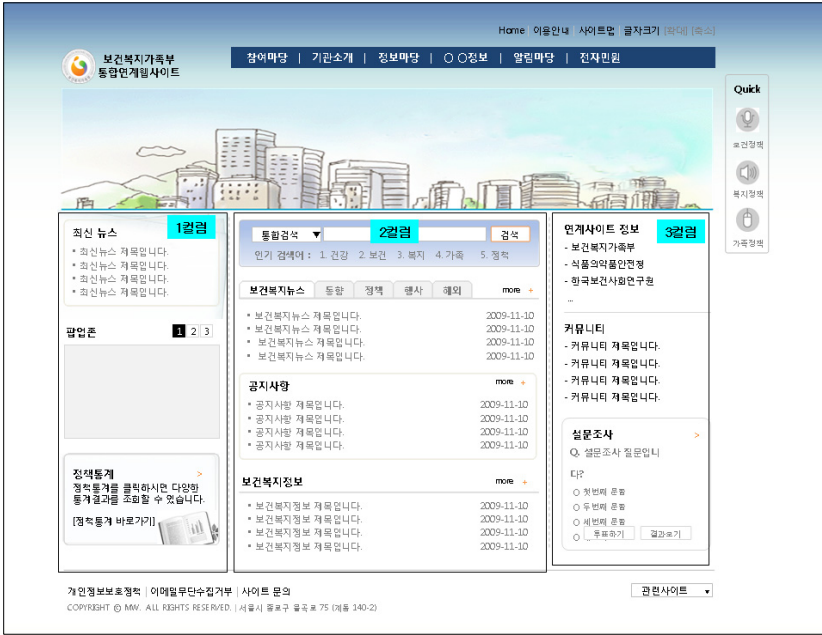 Home 이용안내 사이트맵 글자크기 [확대] [축소]
보건복지가족부
통합연계웹사이트
참여마당 | 기관소개 | 정보마당 | ○○정보 | 알림마당 | 전자민원
Quick
보건정책
복지정책
가족정책
최신 뉴스
1컬럼
• 최신뉴스 제목입니다.
• 최신뉴스 제목입니다.
• 최신뉴스 제목입니다.
• 최신뉴스 제목입니다.
팝업존 1 2 3
정책통계 >
정책통계를 클릭하시면 다양한
통계결과를 조회할 수 있습니다.
[정책통계 바로가기]
통합검색 ▼ 2컬럼 검색
인기 검색어 : 1. 건강 2. 보건 3. 복지 4. 가족 5. 정책
보건복지뉴스 동향 정책 행사 해외 more +
• 보건복지뉴스 제목입니다. 2009-11-10
• 보건복지뉴스 제목입니다. 2009-11-10
• 보건복지뉴스 제목입니다. 2009-11-10
• 보건복지뉴스 제목입니다. 2009-11-10
공지사항 more +
• 공지사항 제목입니다. 2009-11-10
• 공지사항 제목입니다. 2009-11-10
• 공지사항 제목입니다. 2009-11-10
• 공지사항 제목입니다. 2009-11-10
보건복지정보 more +
• 보건복지정보 제목입니다. 2009-11-10
• 보건복지정보 제목입니다. 2009-11-10
• 보건복지정보 제목입니다. 2009-11-10
• 보건복지정보 제목입니다. 2009-11-10
연계사이트 정보 3컬럼
- 보건복지가족부
- 식품의약품안전청
- 한국보건사회연구원
...
커뮤니티
- 커뮤니티 제목입니다.
- 커뮤니티 제목입니다.
- 커뮤니티 제목입니다.
- 커뮤니티 제목입니다.
설문조사 >
Q. 설문조사 질문입니
다?
○ 첫번째 문항
○ 두번째 문항
○ 세번째 문항
○
투표하기 결과보기
개인정보보호정책 | 이메일무단수집거부 | 사이트 문의
관련사이트 ▼
COPYRIGHT ⓒ MW. ALL RIGHTS RESERVED. | 서울시 종로구 율곡로 75 (계동 140-2)